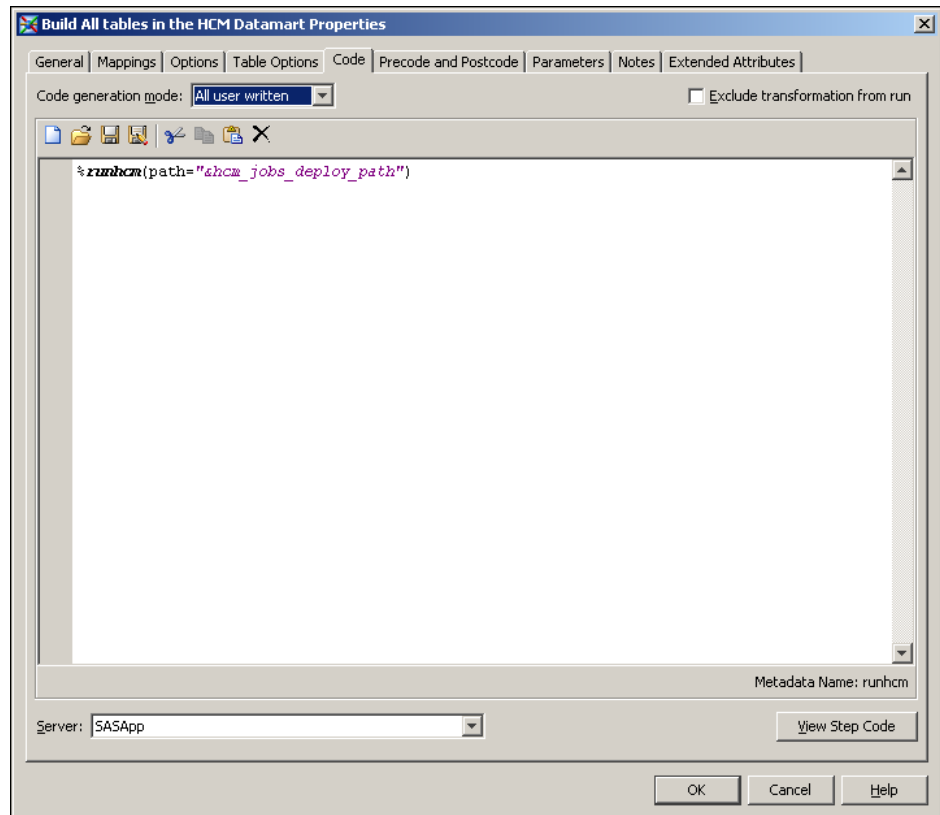 Build All tables in the HCM Datamart Properties
General Mappings Options Table Options Code Precode and Postcode Parameters Notes Extended Attributes
Code generation mode: All user written Exclude transformation from run
%runhcm(path="&hcm_jobs_deploy_path")
Metadata Name: runhcm
Server: SASApp View Step Code
OK Cancel Help